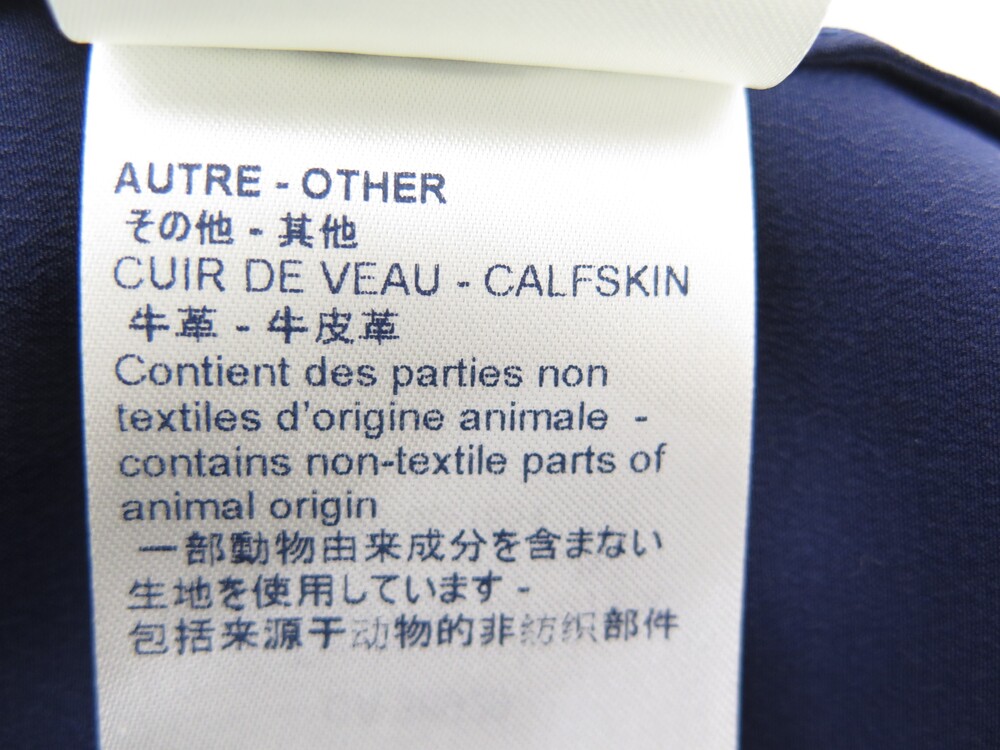 AUTRE - OTHER
その他 - 其他
CUIR DE VEAU - CALFSKIN
牛革 - 牛皮革
Contient des parties non
textiles d'origine animale -
contains non-textile parts of
animal origin
一部動物由来成分を含まない
生地を使用しています -
包括来源于动物的非纺织部件